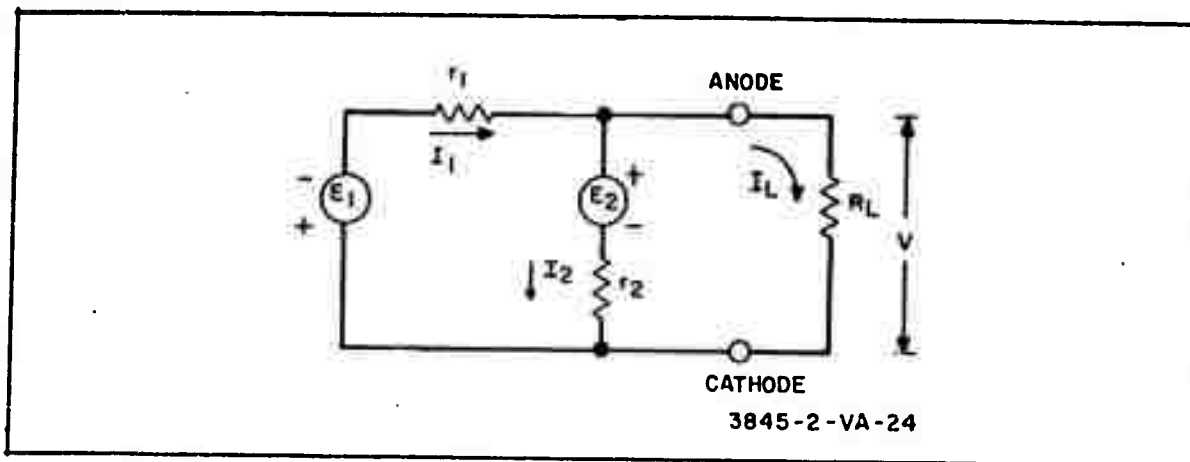 r1
ANODE
I1
-
E1
+
+
E2
-
IL
RL
V
I2
r2
CATHODE
3845-2-VA-24